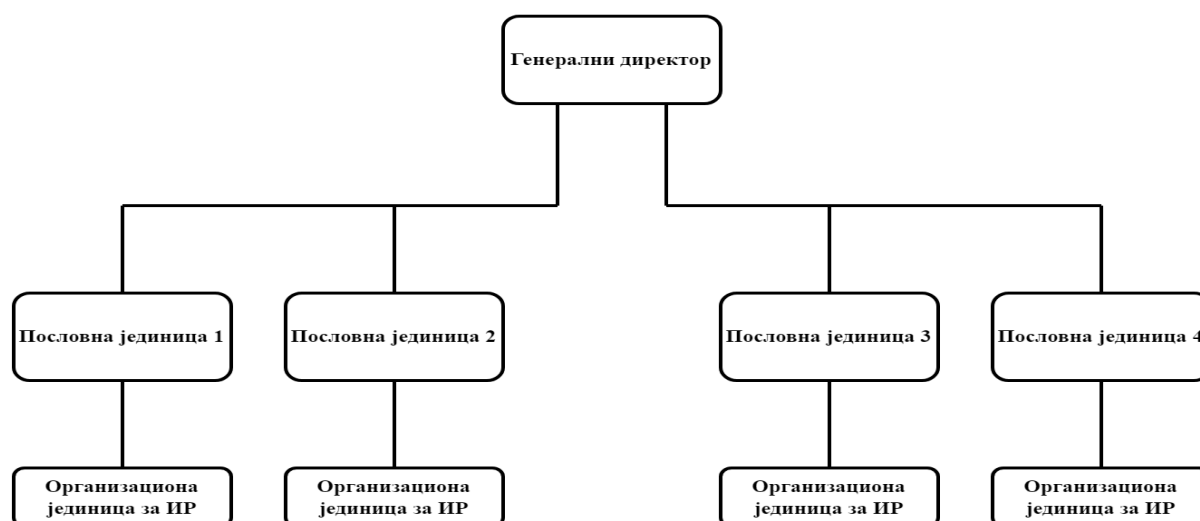 Генерални директор
Пословна јединица 1
Пословна јединица 2
Пословна јединица 3
Пословна јединица 4
Организациона
јединица за ИР
Организациона
јединица за ИР
Организациона
јединица за ИР
Организациона
јединица за ИР